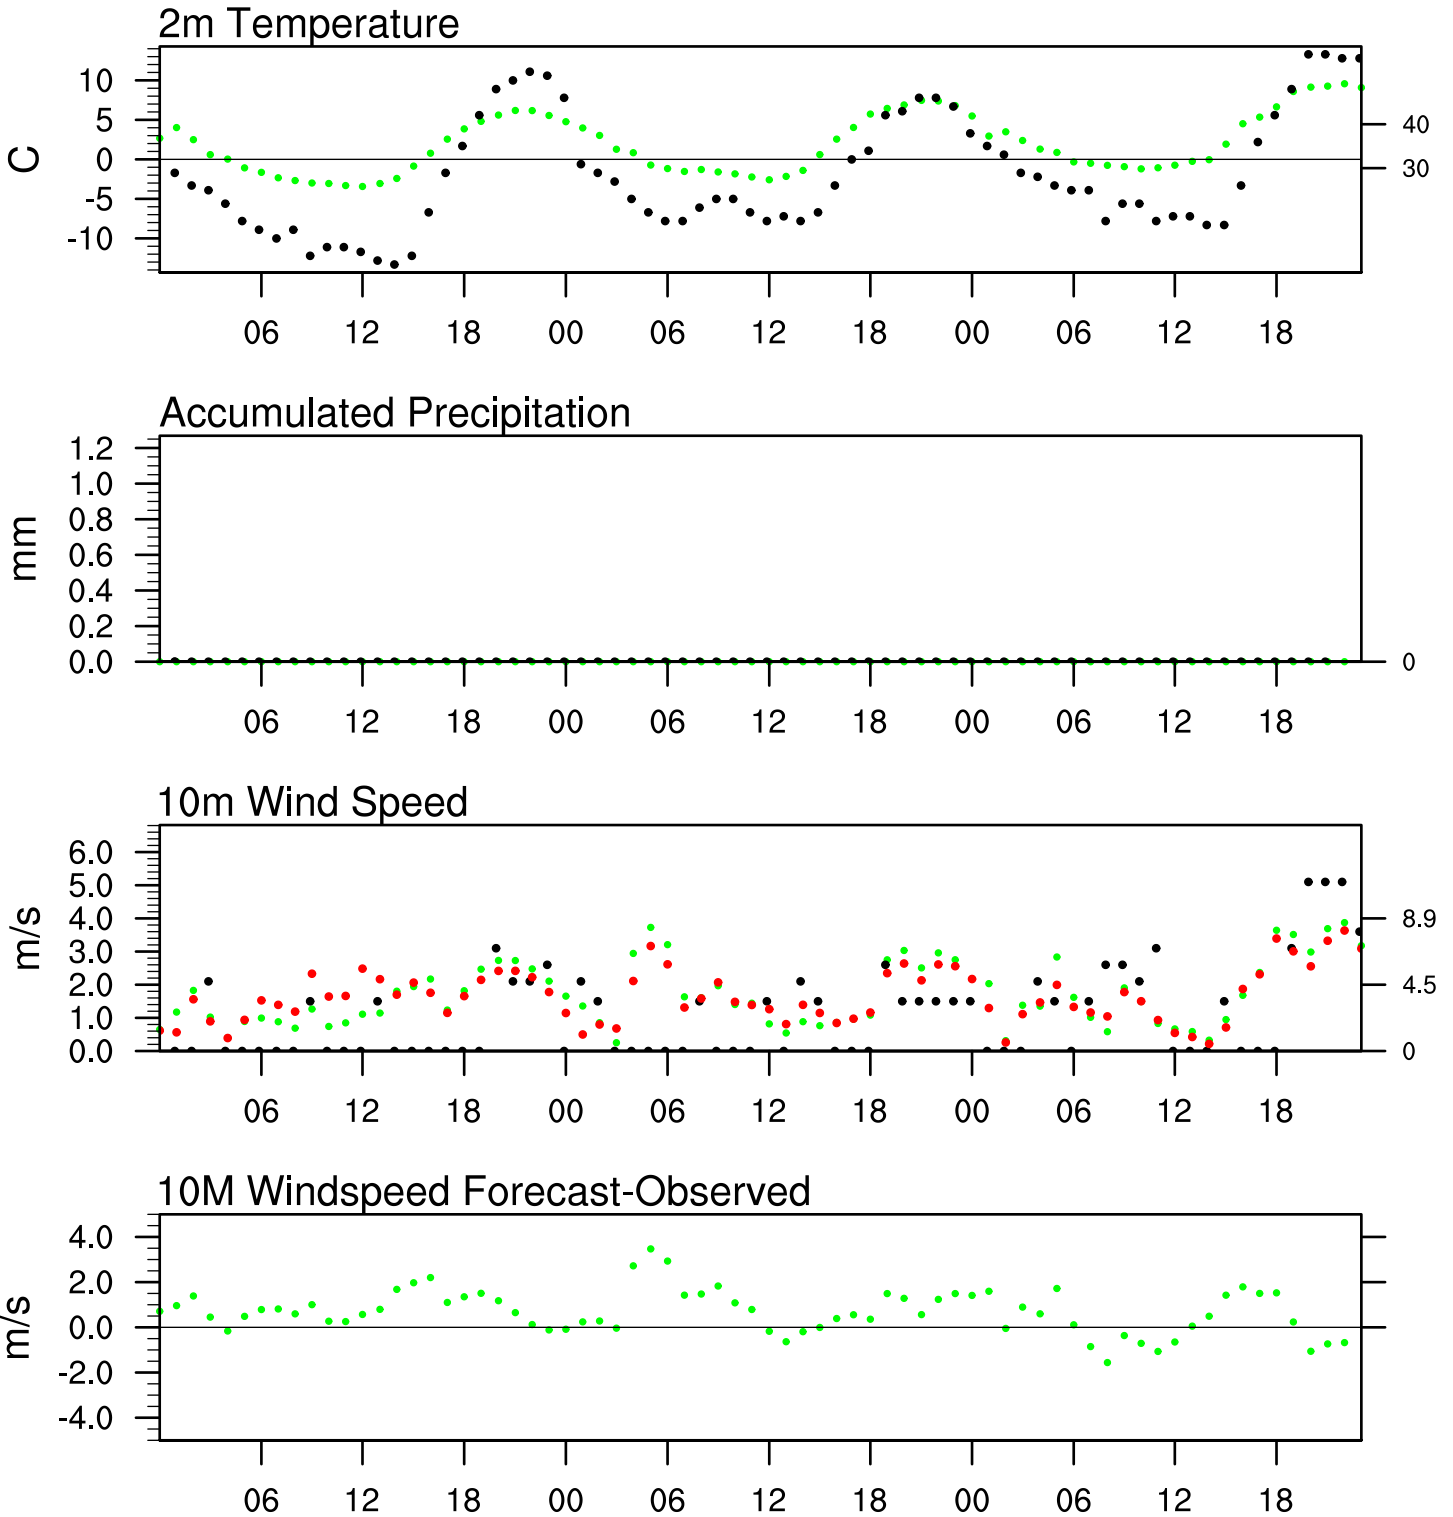 2m Temperature
10
5
0
-5
-10
C
40
30
06 12 18 00 06 12 18 00 06 12 18
Accumulated Precipitation
1.2
1.0
0.8
0.6
0.4
0.2
0.0
mm
0
06 12 18 00 06 12 18 00 06 12 18
10m Wind Speed
6.0
5.0
4.0
3.0
2.0
1.0
0.0
m/s
8.9
4.5
0
06 12 18 00 06 12 18 00 06 12 18
10M Windspeed Forecast-Observed
4.0
2.0
0.0
-2.0
-4.0
m/s
06 12 18 00 06 12 18 00 06 12 18